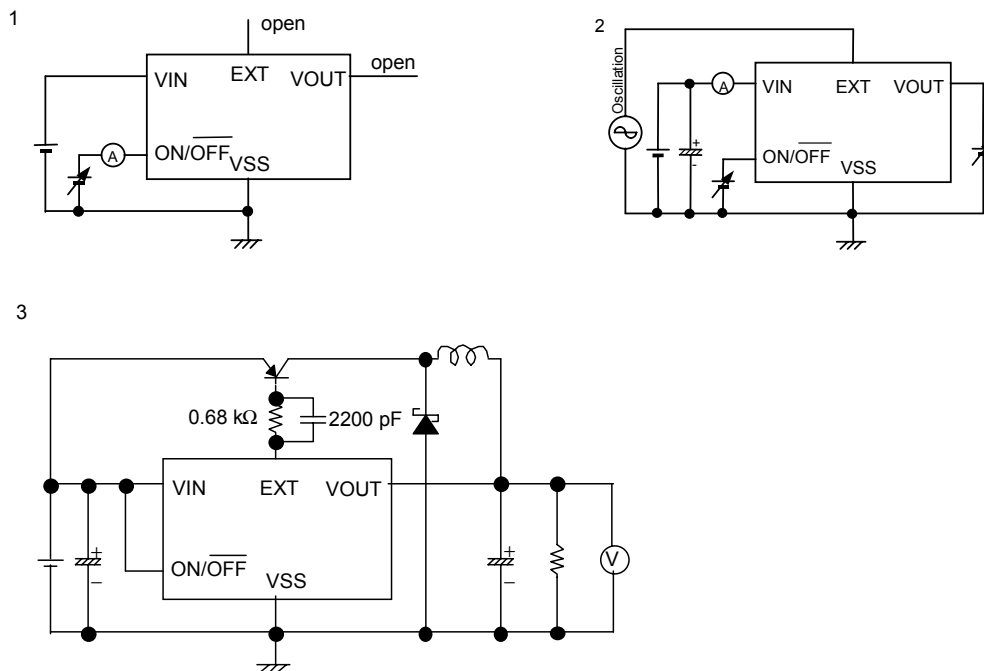 1
open
VIN
EXT
VOUT
open
A
ON/OFF
VSS
2
Oscillation
A
VIN
EXT
VOUT
+
-
ON/OFF
VSS
3
0.68 kΩ
2200 pF
VIN
EXT
VOUT
+
−
ON/OFF
VSS
+
−
V